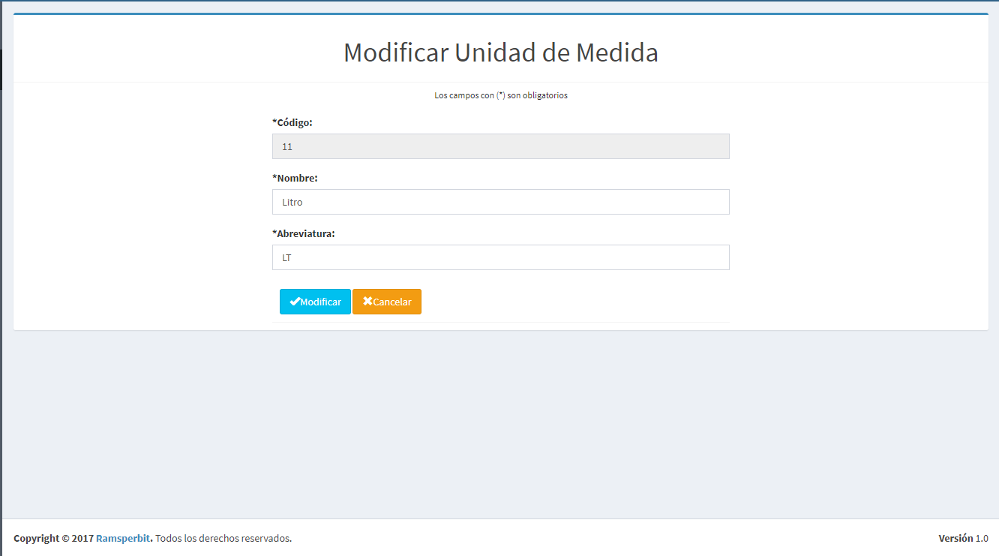 Modificar Unidad de Medida
Los campos con (*) son obligatorios
*Código:
11
*Nombre:
Litro
*Abreviatura:
LT
Modificar Cancelar
Copyright © 2017 Ramsperbit. Todos los derechos reservados. Versión 1.0